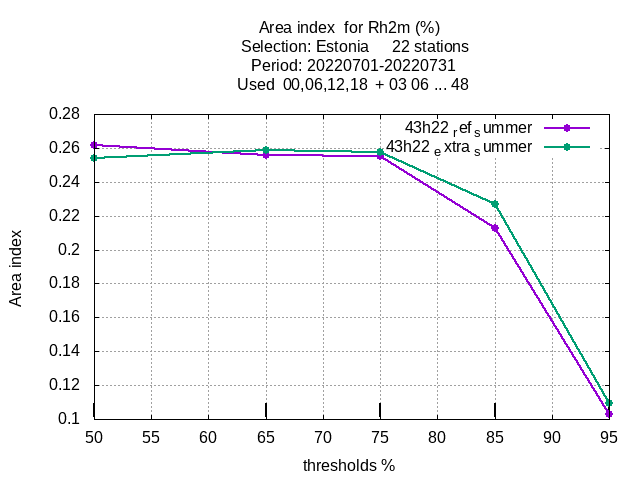 Area index  for Rh2m (%)
Selection: Estonia     22 stations
Period: 20220701-20220731
Used  00,06,12,18  + 03 06 ... 48
0.28
0.26
0.24
0.22
0.2
0.18
0.16
0.14
0.12
0.1
43h22 ref summer
43h22 extra summer
Area index
50 55 60 65 70 75 80 85 90 95
thresholds %